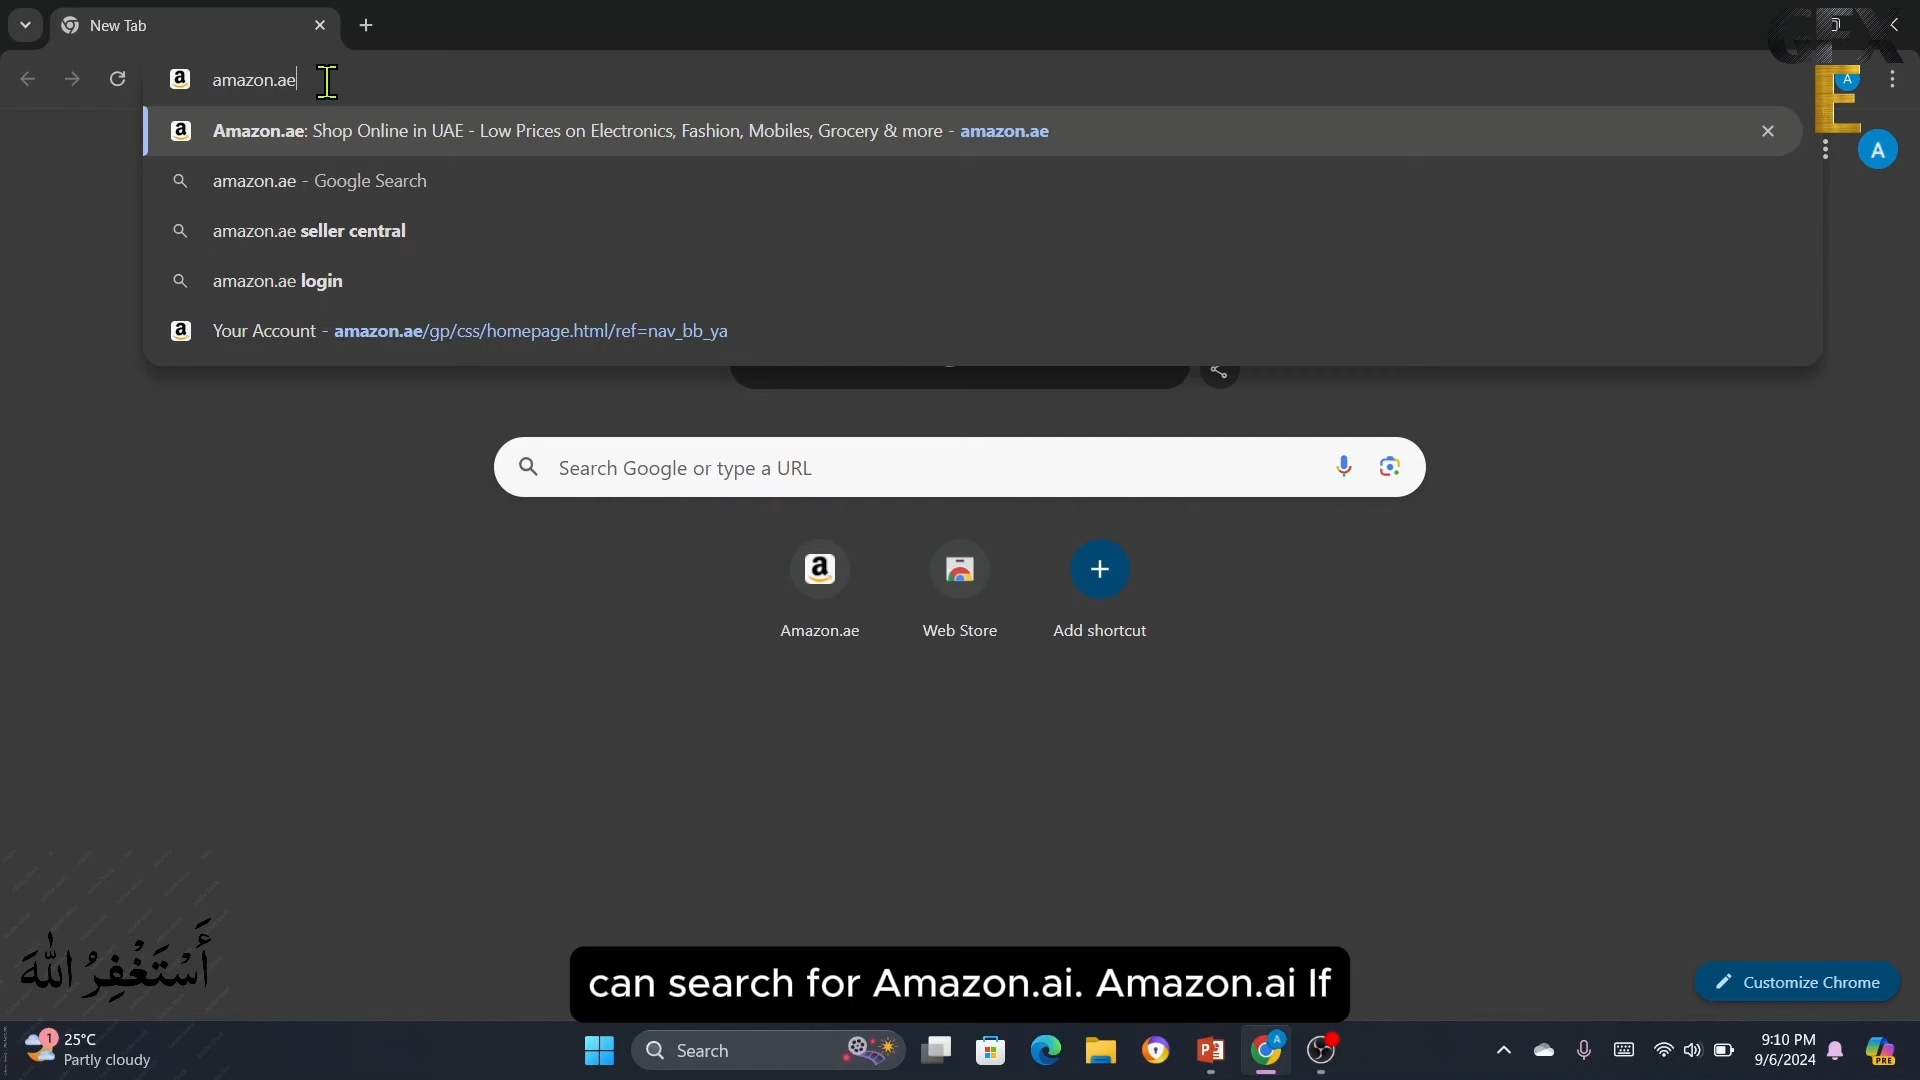 New Tab
GFX
E
amazon.ae
A
Amazon.ae: Shop Online in UAE - Low Prices on Electronics, Fashion, Mobiles, Grocery & more - amazon.ae
A
amazon.ae - Google Search
amazon.ae seller central
amazon.ae login
Your Account - amazon.ae/gp/css/homepage.html/ref=nav_bb_ya
Search Google or type a URL
Amazon.ae
Web Store
Add shortcut
أَسْتَغْفِرُ اللهَ
can search for Amazon.ai. Amazon.ai If
Customize Chrome
1
25°C
Partly cloudy
Search
A
9:10 PM
9/6/2024
PRE